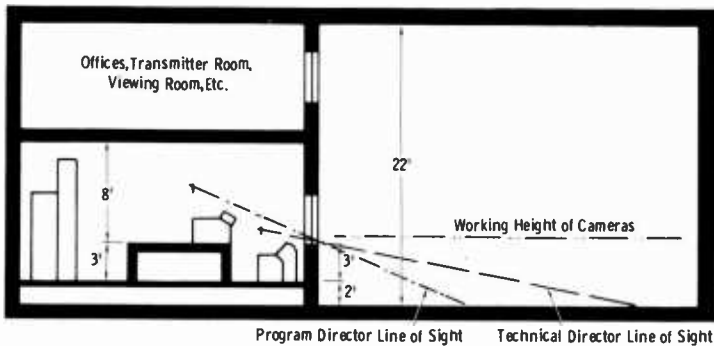 Offices,Transmitter Room,
Viewing Room,Etc.
8'
3'
22'
Working Height of Cameras
3'
2'
Program Director Line of Sight
Technical Director Line of Sight